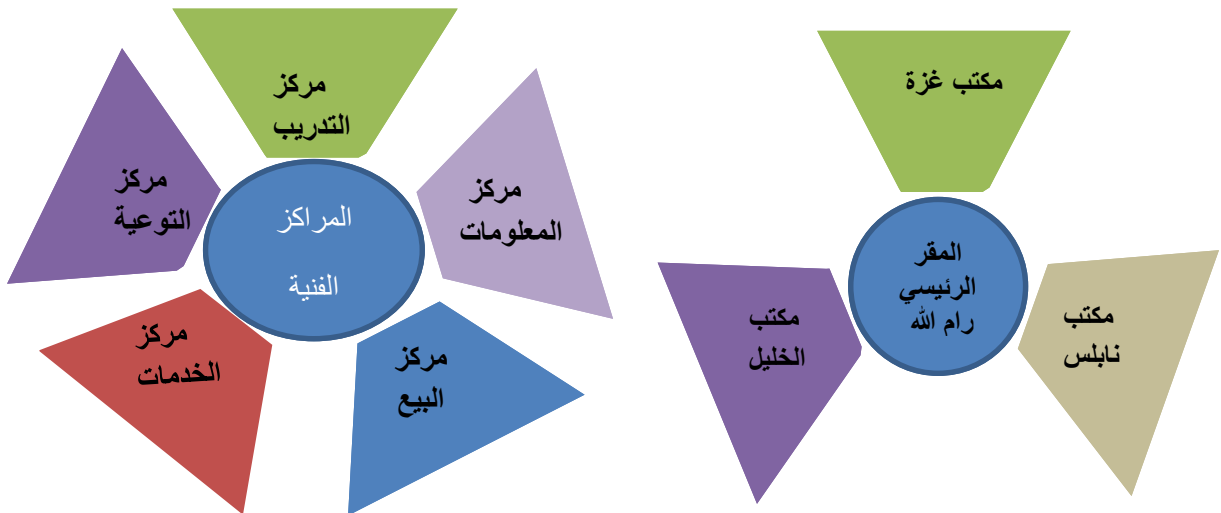 مركز
التدريب
مركز
المعلومات
مركز
البيع
مركز
الخدمات
مركز
التوعية
المراكز
الفنية
مكتب غزة
مكتب
نابلس
مكتب
الخليل
المقر
الرئيسي
رام الله